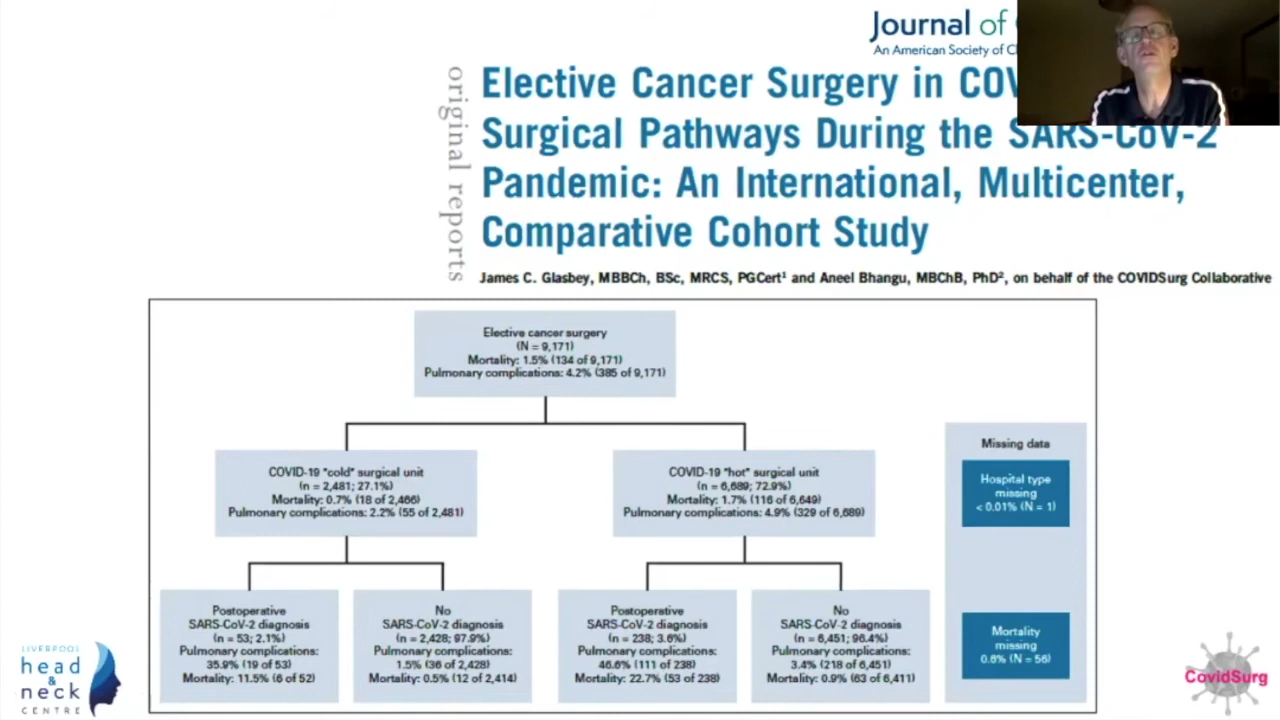 Journal of
An American Society of
original reports
Elective Cancer Surgery in
Surgical Pathways During the SARS-CoV-2
Pandemic: An International, Multicenter,
Comparative Cohort Study
James C. Glasbey, MBBCh, BSc, MRCS, PGCert¹ and Aneel Bhangu, MBChB, PhD², on behalf of the COVIDSurg Collaborative
Elective cancer surgery
(N = 9,171)
Mortality: 1.5% (134 of 9,171)
Pulmonary complications: 4.2% (385 of 9,171)
COVID-19 "cold" surgical unit
(n = 2,481; 27.1%)
Mortality: 0.7% (18 of 2,466)
Pulmonary complications: 2.2% (55 of 2,481)
COVID-19 "hot" surgical unit
(n = 6,689; 72.9%)
Mortality: 1.7% (116 of 6,649)
Pulmonary complications: 4.9% (329 of 6,689)
Missing data
Hospital type
missing
< 0.01% (N = 1)
Postoperative
SARS-CoV-2 diagnosis
(n = 53; 2.1%)
Pulmonary complications:
35.9% (19 of 53)
Mortality: 11.5% (6 of 52)
No
SARS-CoV-2 diagnosis
(n = 2,428; 97.9%)
Pulmonary complications:
1.5% (36 of 2,428)
Mortality: 0.5% (12 of 2,414)
Postoperative
SARS-CoV-2 diagnosis
(n = 238; 3.6%)
Pulmonary complications:
46.6% (111 of 238)
Mortality: 22.7% (53 of 238)
No
SARS-CoV-2 diagnosis
(n = 6,451; 96.4%)
Pulmonary complications:
3.4% (218 of 6,451)
Mortality: 0.9% (63 of 6,411)
Mortality
missing
0.6% (N = 56)
LIVERPOOL
head
&
neck
CENTRE
CovidSurg